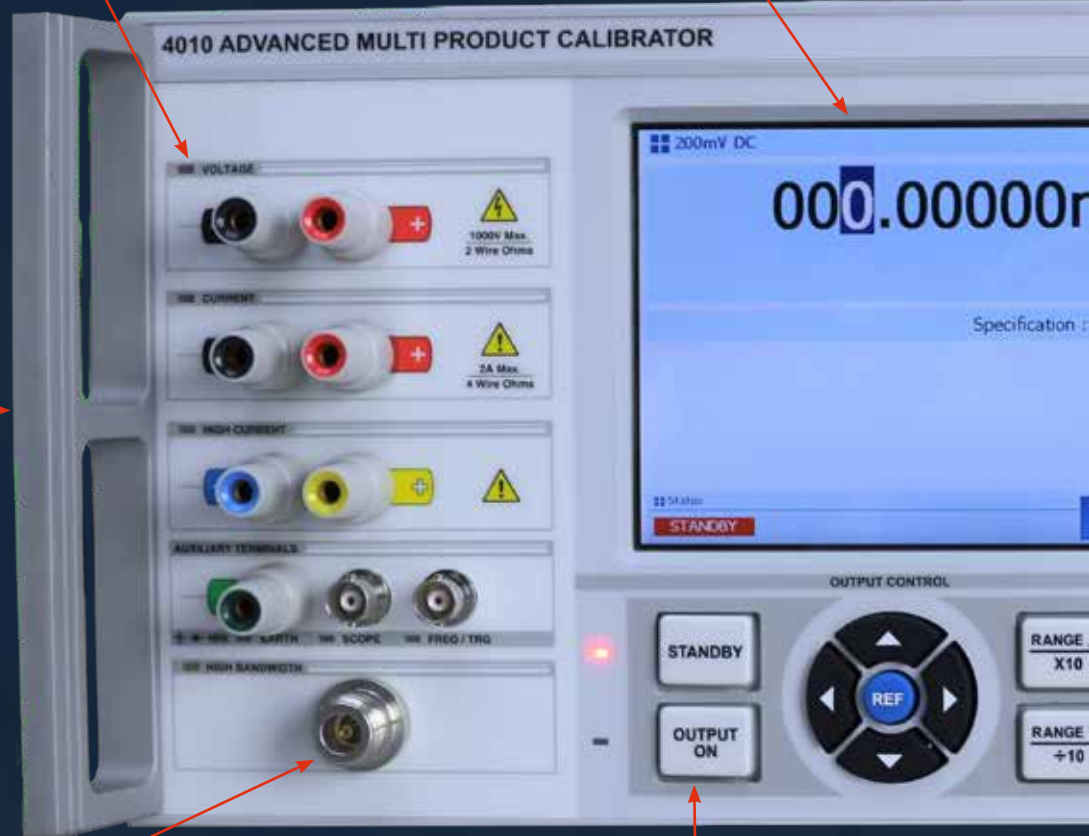 4010 ADVANCED MULTI PRODUCT CALIBRATOR
200mV DC
000.00000m
Specification :
VOLTAGE
+
1000V Max.
2 Wire Ohms
CURRENT
+
2A Max.
4 Wire Ohms
HIGH CURRENT
+
Status
STANDBY
AUXILIARY TERMINALS
EARTH SCOPE FREQ / TRG
HIGH BANDWIDTH
OUTPUT CONTROL
STANDBY
REF
RANGE
X10
OUTPUT
ON
RANGE
÷10